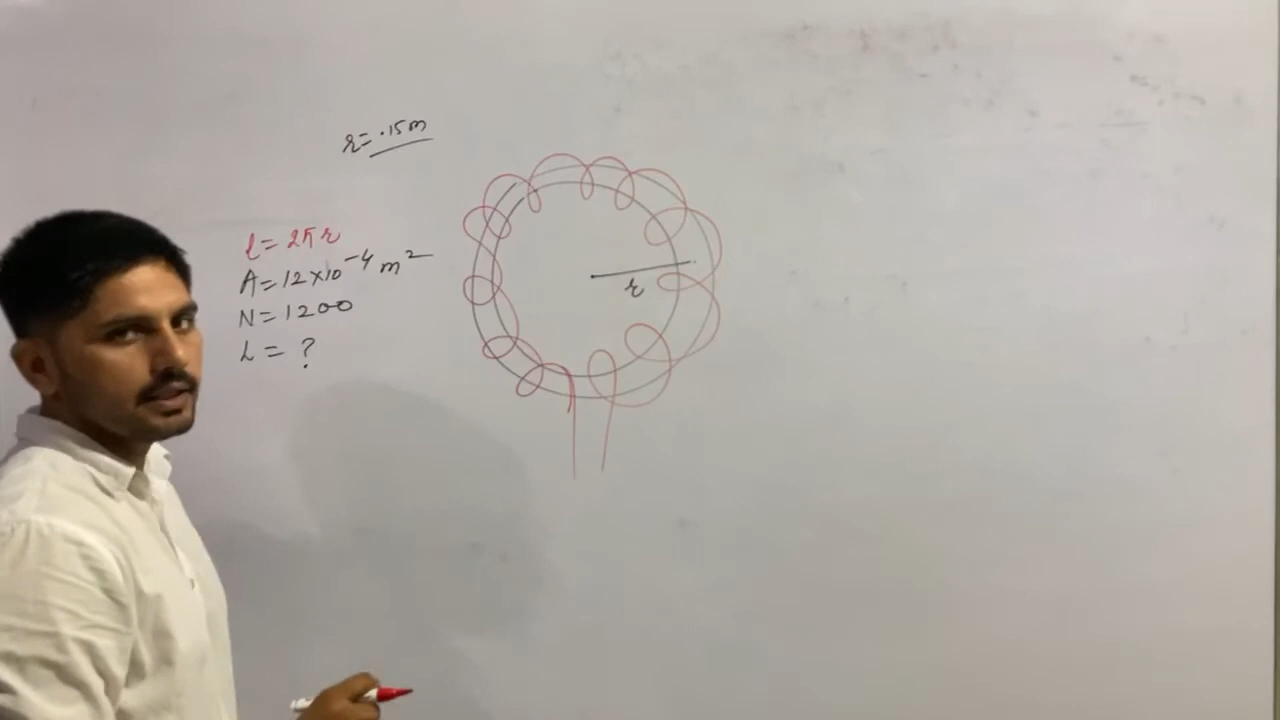 r = .15m
l = 2πr
A = 12×10⁻⁴ m²
N = 1200
L = ?
r